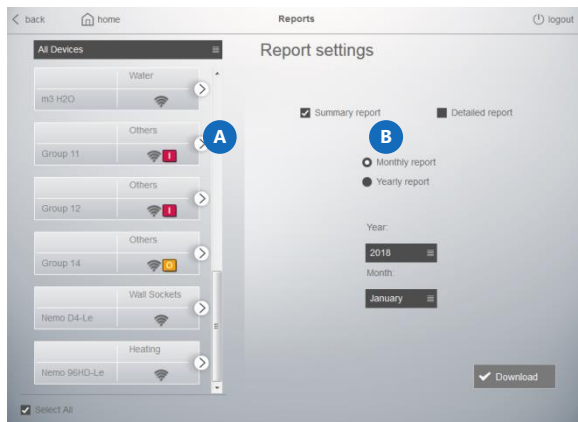 back
home
Reports
logout
All Devices
Report settings
Water
m3 H2O
Summary report
Detailed report
A
B
Others
Group 11
I
Monthly report
Yearly report
Others
Group 12
I
Year:
Others
Group 14
O
2018
Month:
Wall Sockets
January
Nemo D4-Le
Heating
Nemo 96HD-Le
Download
Select All